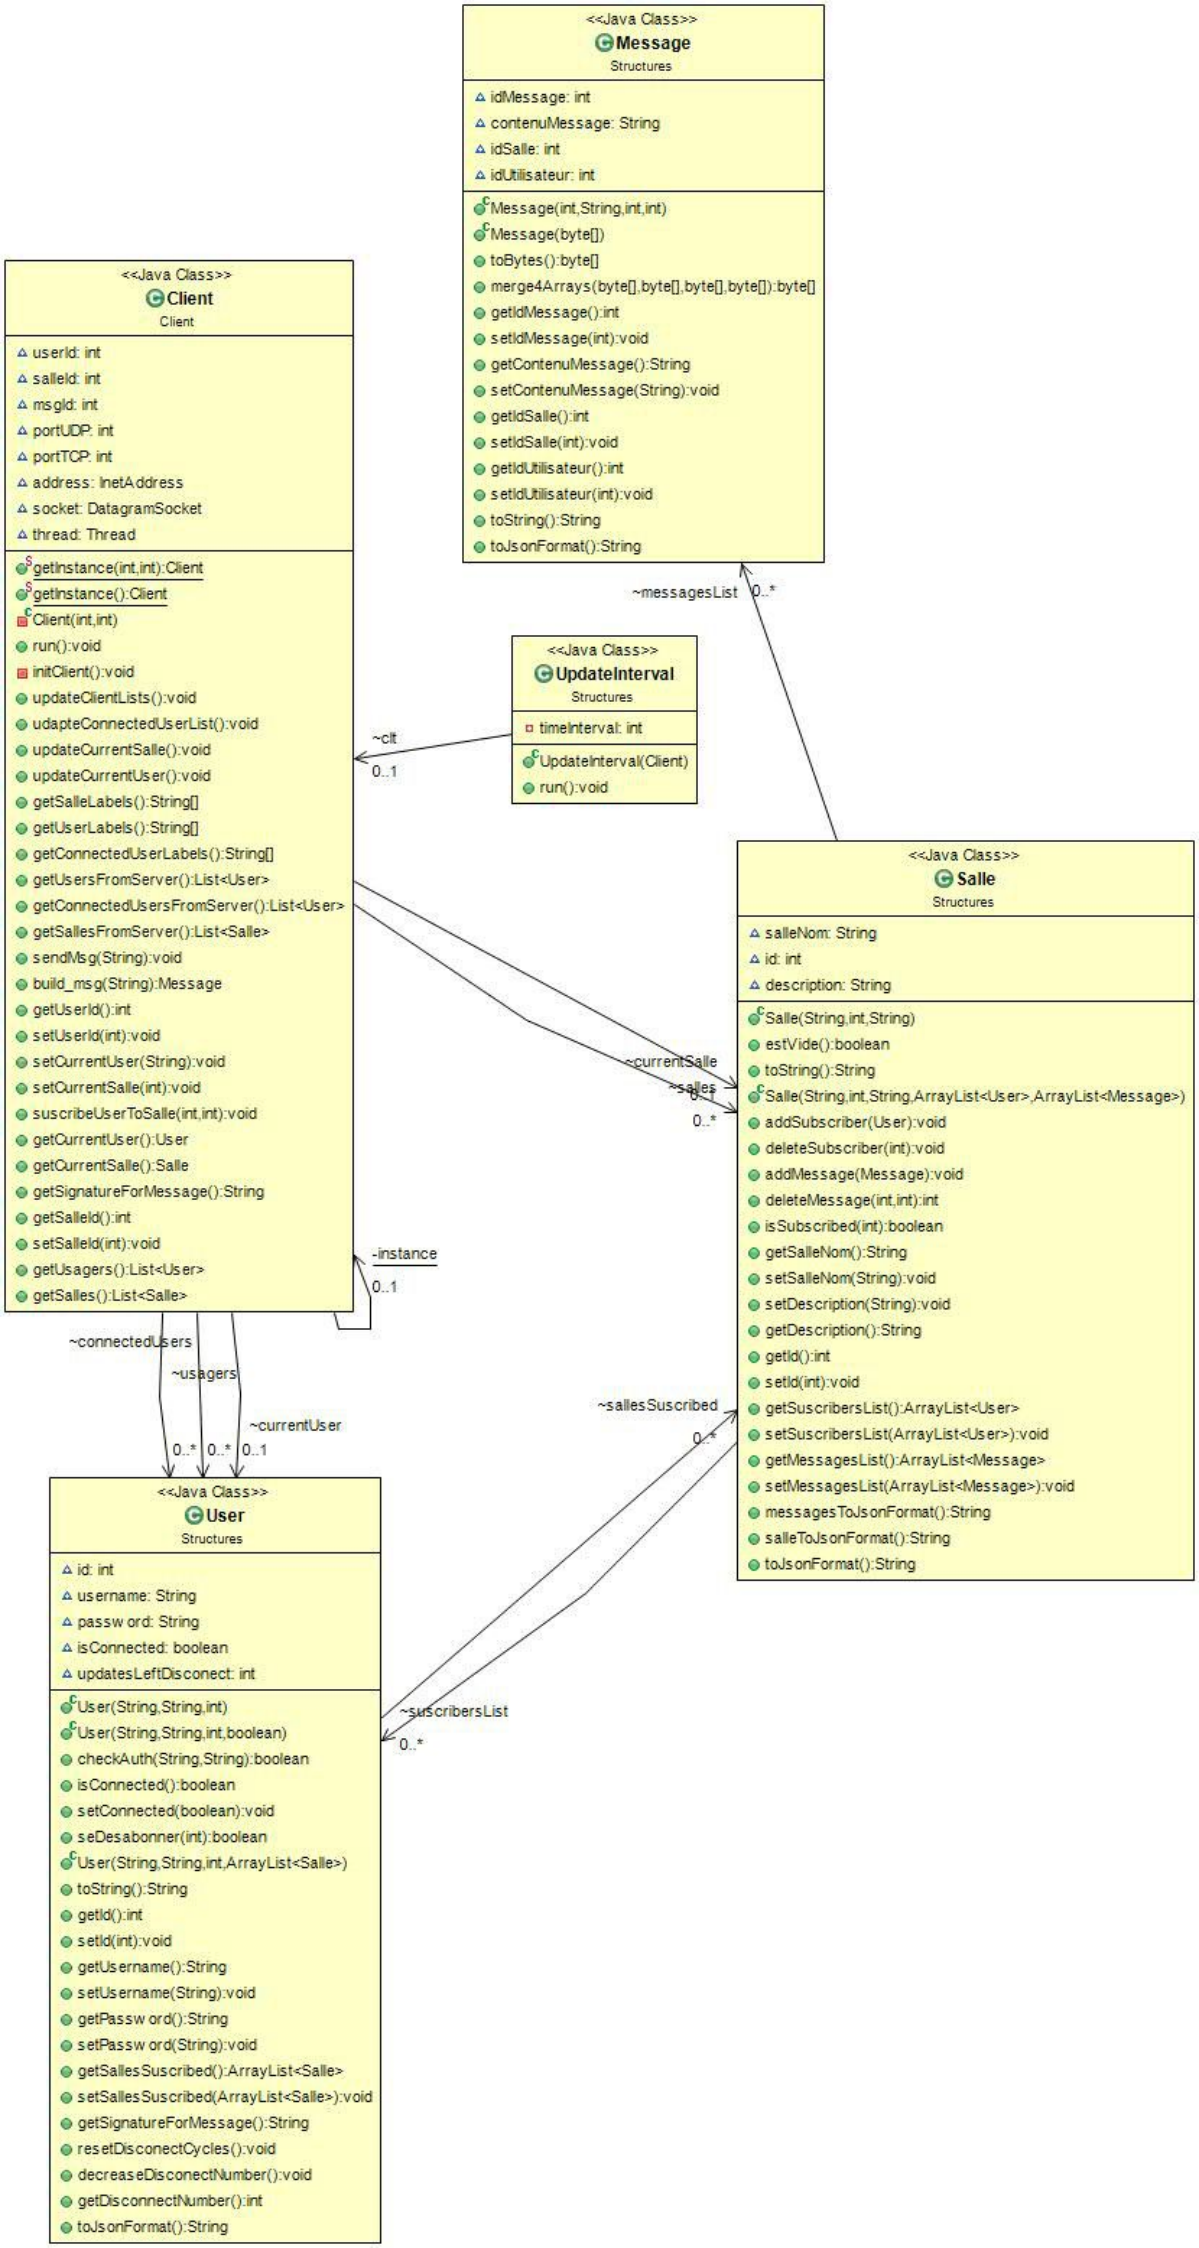 <<Java Class>>
Message
Structures
idMessage: int
contenuMessage: String
idSalle: int
idUtilisateur: int
Message(int,String,int,int)
Message(byte[])
toBytes():byte[]
merge4Arrays(byte[],byte[],byte[],byte[]):byte[]
getIdMessage():int
setIdMessage(int):void
getContenuMessage():String
setContenuMessage(String):void
getIdSalle():int
setIdSalle(int):void
getIdUtilisateur():int
setIdUtilisateur(int):void
toString():String
toJsonFormat():String
<<Java Class>>
Client
Client
userId: int
salleId: int
msgId: int
portUDP: int
portTCP: int
address: InetAddress
socket: DatagramSocket
thread: Thread
getInstance(int,int):Client
getInstance():Client
Client(int,int)
run():void
initClient():void
updateClientLists():void
udapteConnectedUserList():void
updateCurrentSalle():void
updateCurrentUser():void
getSalleLabels():String[]
getUserLabels():String[]
getConnectedUserLabels():String[]
getUsersFromServer():List<User>
getConnectedUsersFromServer():List<User>
getSallesFromServer():List<Salle>
sendMsg(String):void
build_msg(String):Message
getUserId():int
setUserId(int):void
setCurrentUser(String):void
setCurrentSalle(int):void
suscribeUserToSalle(int,int):void
getCurrentUser():User
getCurrentSalle():Salle
getSignatureForMessage():String
getSalleId():int
setSalleId(int):void
getUsagers():List<User>
getSalles():List<Salle>
~messagesList
0..*
<<Java Class>>
UpdateInterval
Structures
timeInterval: int
UpdateInterval(Client)
run():void
~clt
0..1
<<Java Class>>
Salle
Structures
salleNom: String
id: int
description: String
Salle(String,int,String)
estVide():boolean
toString():String
Salle(String,int,String,ArrayList<User>,ArrayList<Message>)
addSubscriber(User):void
deleteSubscriber(int):void
addMessage(Message):void
deleteMessage(int,int):int
isSubscribed(int):boolean
getSalleNom():String
setSalleNom(String):void
setDescription(String):void
getDescription():String
getId():int
setId(int):void
getSuscribersList():ArrayList<User>
setSuscribersList(ArrayList<User>):void
getMessagesList():ArrayList<Message>
setMessagesList(ArrayList<Message>):void
messagesToJsonFormat():String
salleToJsonFormat():String
toJsonFormat():String
~currentSalle
~salles
0..1
0..*
-instance
0..1
~connectedUsers
~usagers
~currentUser
0..*
0..*
0..1
~sallesSuscribed
0..*
~suscribersList
0..*
<<Java Class>>
User
Structures
id: int
username: String
password: String
isConnected: boolean
updatesLeftDisconect: int
User(String,String,int)
User(String,String,int,boolean)
checkAuth(String,String):boolean
isConnected():boolean
setConnected(boolean):void
seDesabonner(int):boolean
User(String,String,int,ArrayList<Salle>)
toString():String
getId():int
setId(int):void
getUsername():String
setUsername(String):void
getPassword():String
setPassword(String):void
getSallesSuscribed():ArrayList<Salle>
setSallesSuscribed(ArrayList<Salle>):void
getSignatureForMessage():String
resetDisconectCycles():void
decreaseDisconectNumber():void
getDisconnectNumber():int
toJsonFormat():String